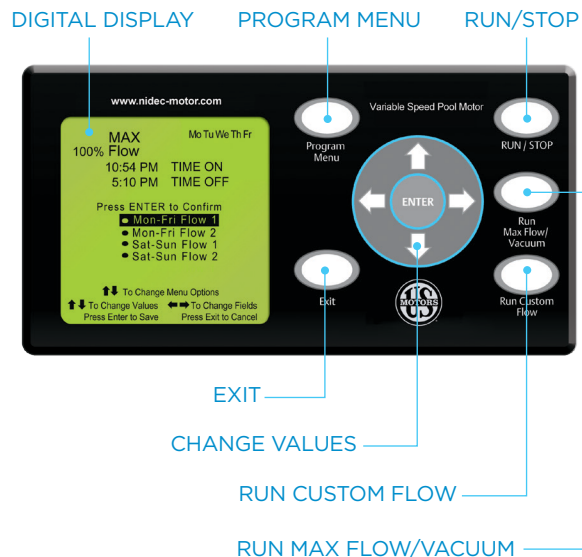 DIGITAL DISPLAY
PROGRAM MENU
RUN/STOP
www.nidec-motor.com
MAX
Mo Tu We Th Fr
100% Flow
10:54 PM TIME ON
5:10 PM TIME OFF
Press ENTER to Confirm
● Mon-Fri Flow 1
● Mon-Fri Flow 2
● Sat-Sun Flow 1
● Sat-Sun Flow 2
⬆⬇ To Change Menu Options
⬆⬇ To Change Values ⬅➡ To Change Fields
Press Enter to Save Press Exit to Cancel
Program
Menu
Variable Speed Pool Motor
RUN / STOP
ENTER
Run
Max Flow/
Vacuum
Exit
US
MOTORS
Run Custom
Flow
EXIT
CHANGE VALUES
RUN CUSTOM FLOW
RUN MAX FLOW/VACUUM